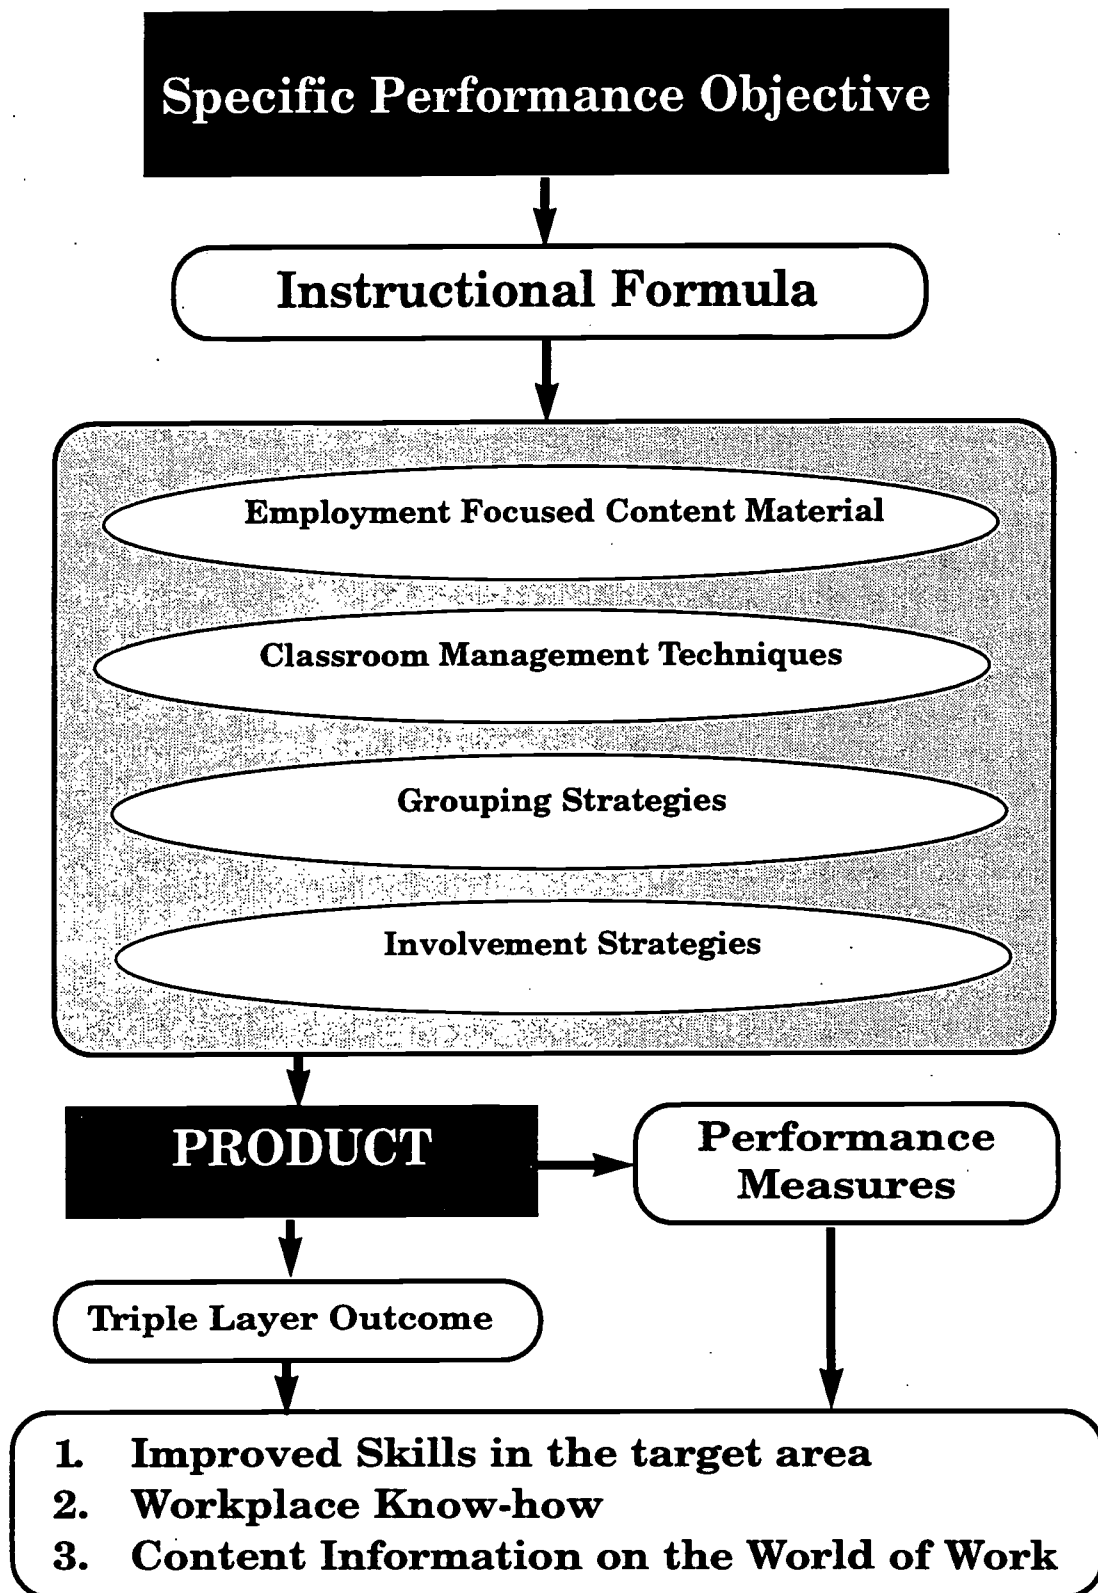 Specific Performance Objective
Instructional Formula
Employment Focused Content Material
Classroom Management Techniques
Grouping Strategies
Involvement Strategies
PRODUCT
Performance
Measures
Triple Layer Outcome
1. Improved Skills in the target area
2. Workplace Know-how
3. Content Information on the World of Work